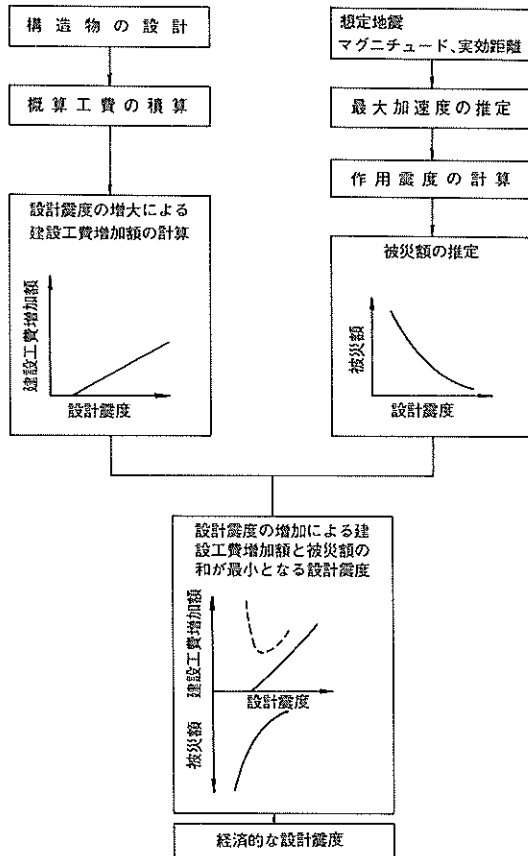 構造物の設計
概算工費の積算
設計震度の増大による
建設工費増加額の計算
建設工費増加額
設計震度
想定地震
マグニチュード、実効距離
最大加速度の推定
作用震度の計算
被災額の推定
被災額
設計震度
設計震度の増加による建
設工費増加額と被災額の
和が最小となる設計震度
建設工費増加額
設計震度
被災額
経済的な設計震度